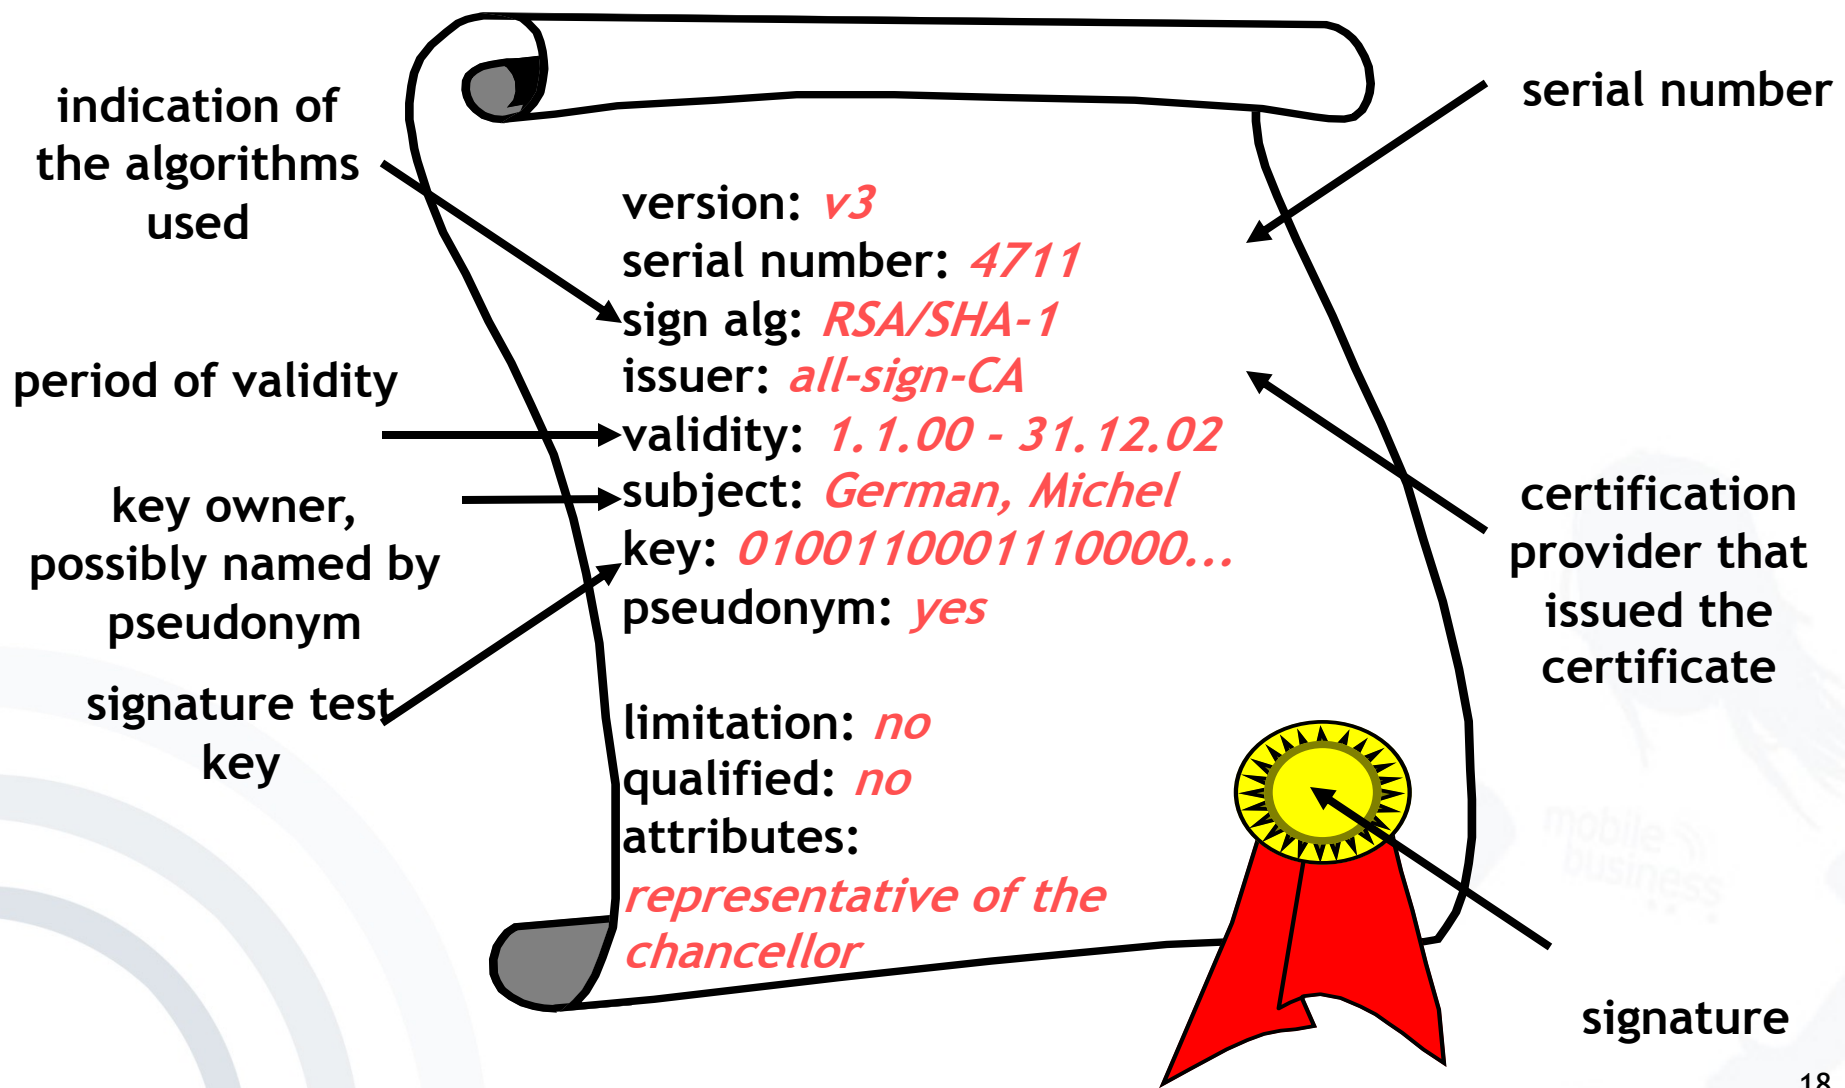 indication of
the algorithms
used
period of validity
key owner,
possibly named by
pseudonym
signature test
key
version: v3
serial number: 4711
sign alg: RSA/SHA-1
issuer: all-sign-CA
validity: 1.1.00 - 31.12.02
subject: German, Michel
key: 0100110001110000...
pseudonym: yes
limitation: no
qualified: no
attributes:
representative of the
chancellor
serial number
certification
provider that
issued the
certificate
mobile
business
signature
18